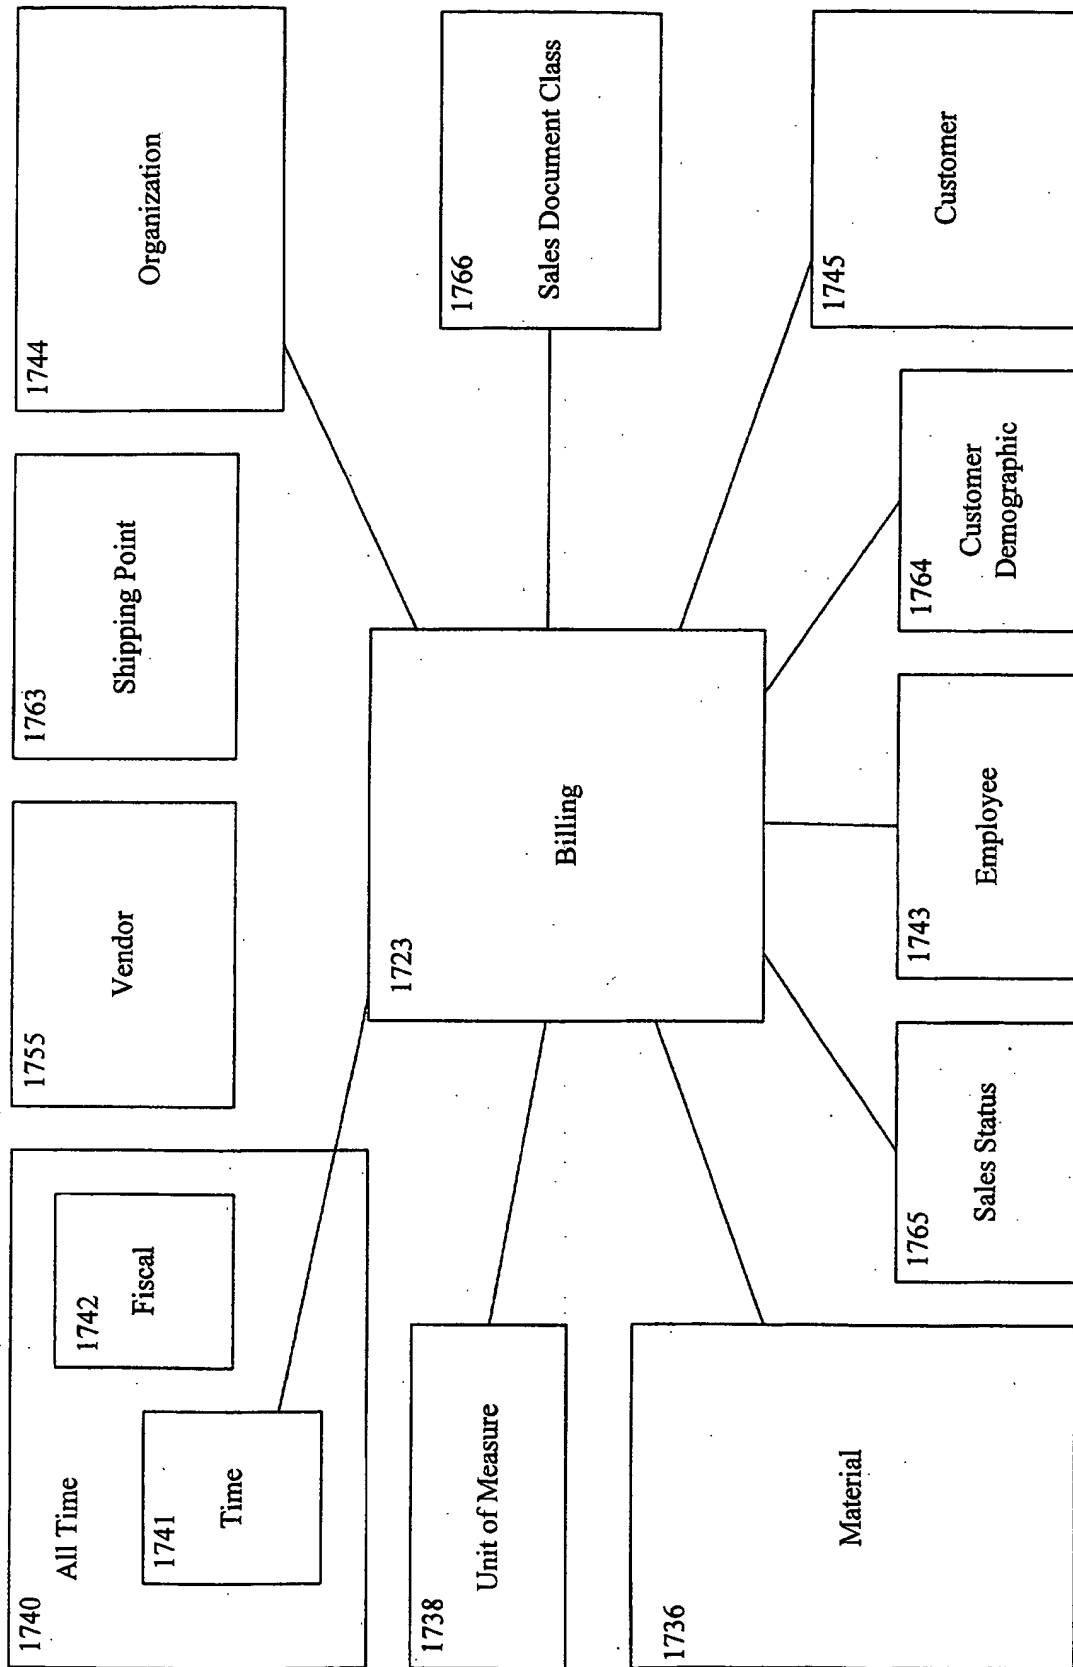 1740
All Time
1741
Time
1742
Fiscal
1755
Vendor
1763
Shipping Point
1744
Organization
1738
Unit of Measure
1723
Billing
1766
Sales Document Class
1736
Material
1765
Sales Status
1743
Employee
1764
Customer
Demographic
1745
Customer